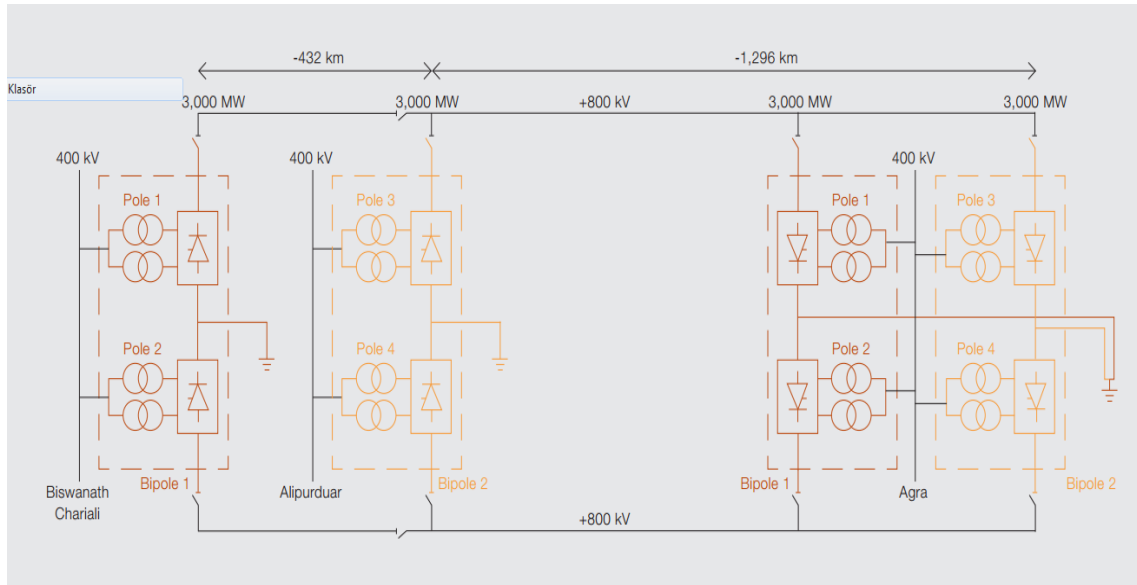 -432 km
-1,296 km
Klasör
3,000 MW
3,000 MW
+800 kV
3,000 MW
3,000 MW
400 kV
400 kV
400 kV
Pole 1
Pole 3
Pole 1
Pole 3
Pole 2
Pole 4
Pole 2
Pole 4
Biswanath
Chariali
Bipole 1
Alipurduar
Bipole 2
Bipole 1
Agra
Bipole 2
+800 kV